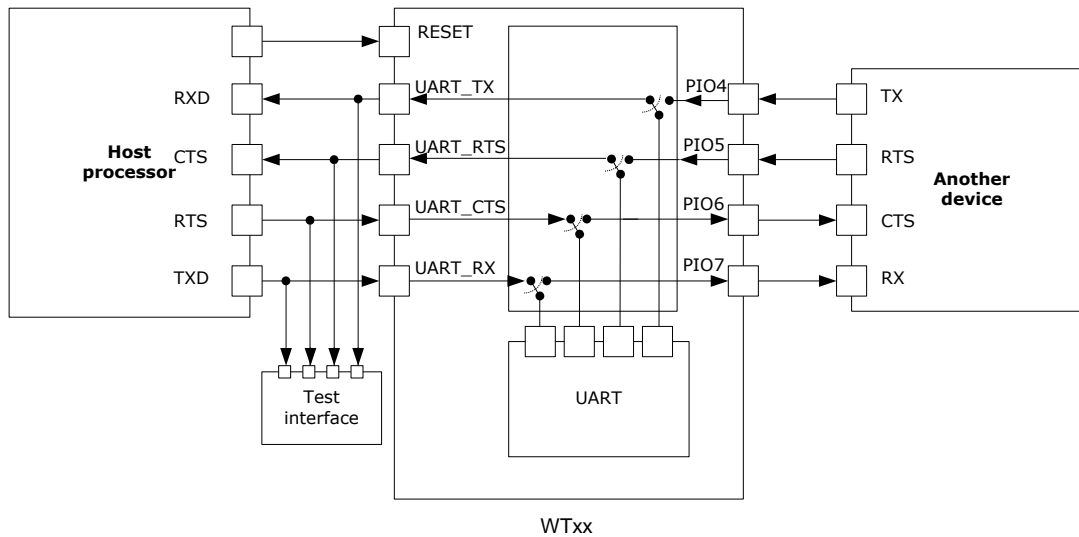 RESET
RXD
UART_TX
PIO4
TX
Host
processor
CTS
UART_RTS
PIO5
RTS
Another
device
RTS
UART_CTS
PIO6
CTS
TXD
UART_RX
PIO7
RX
Test
interface
UART
WTxx